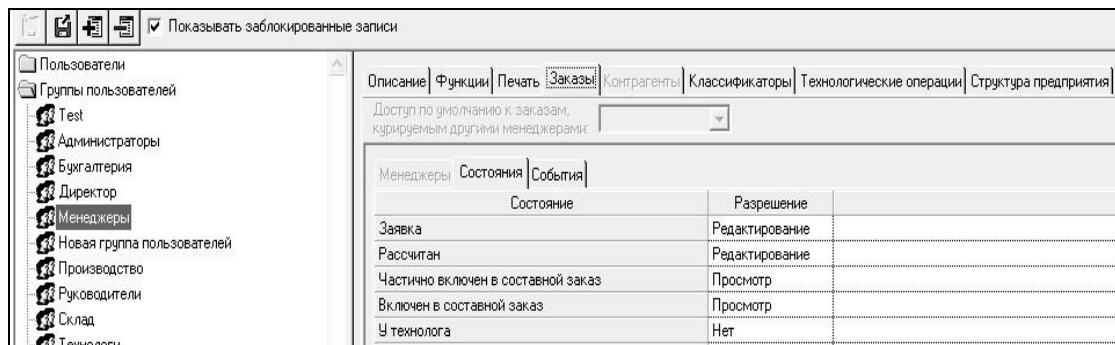 Показывать заблокированные записи
Пользователи
Группы пользователей
Test
Администраторы
Бухгалтерия
Директор
Менеджеры
Новая группа пользователей
Производство
Руководители
Склад
Технологи
Описание Функции Печать Заказы Контрагенты Классификаторы Технологические операции Структура предприятия
Доступ по умолчанию к заказам,
курируемым другими менеджерами:
Менеджеры Состояния События
Состояние Разрешение
Заявка Редактирование
Рассчитан Редактирование
Частично включен в составной заказ Просмотр
Включен в составной заказ Просмотр
У технолога Нет